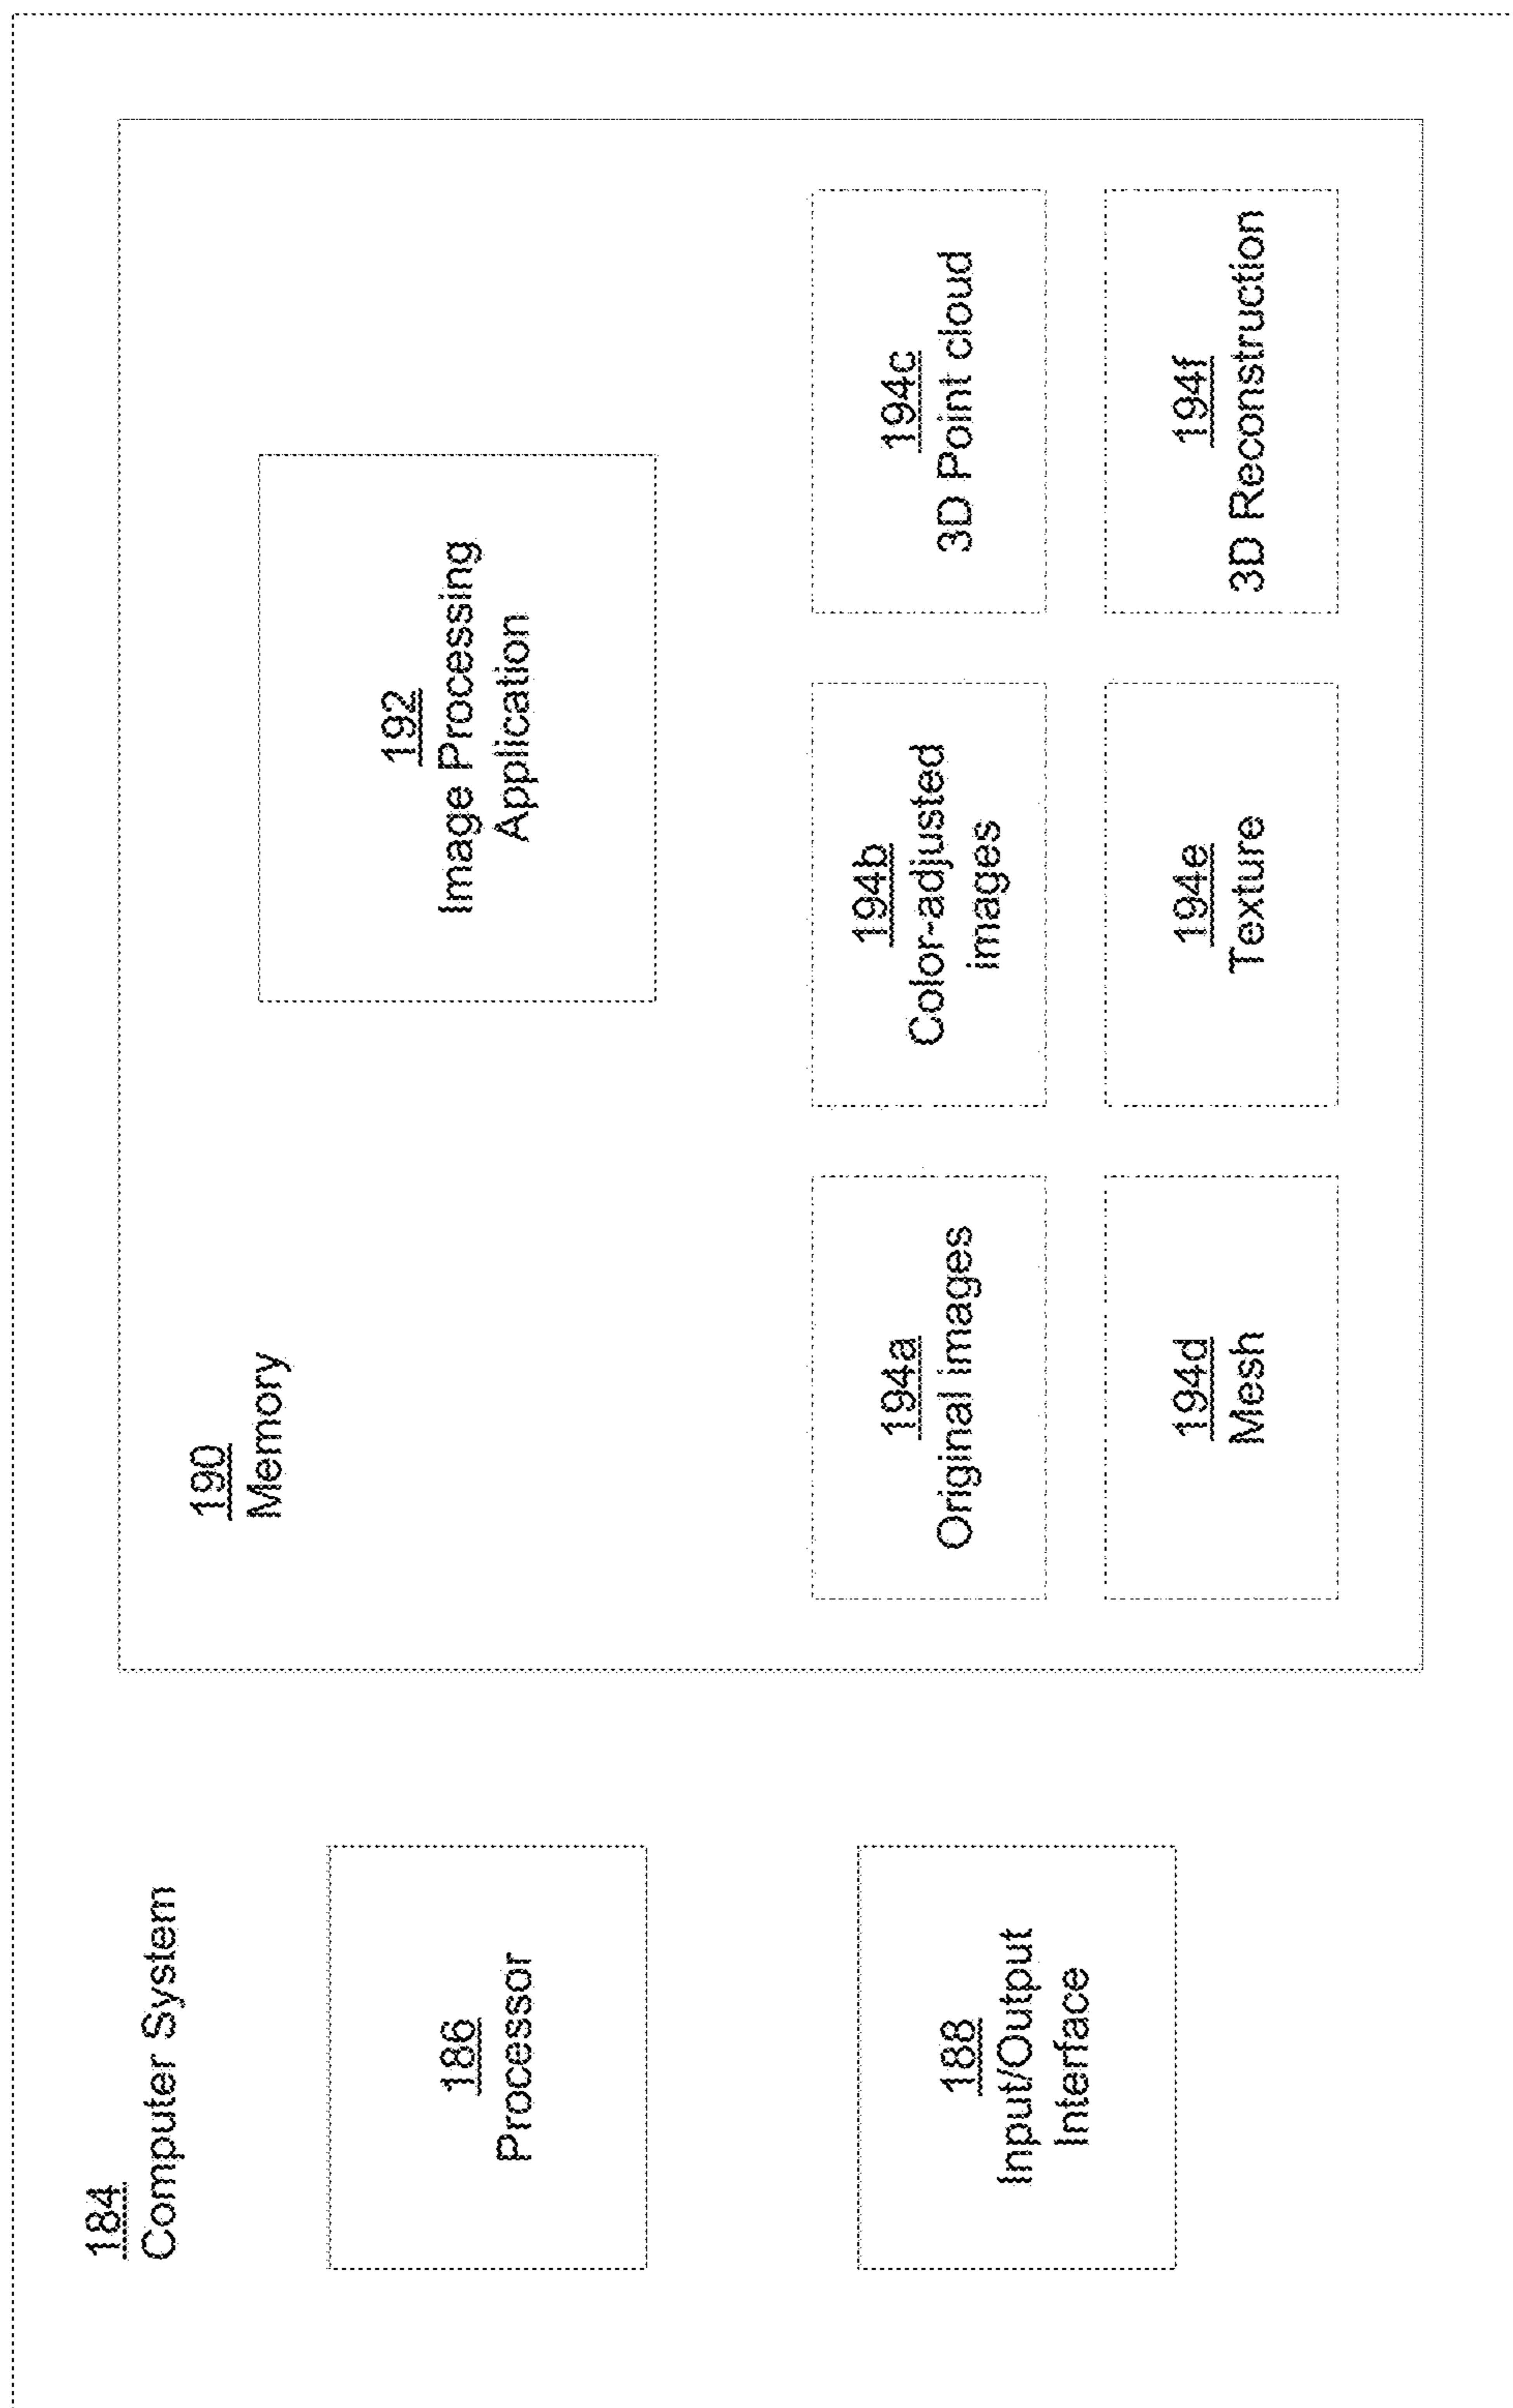 184
Computer System
186
Processor
188
Input/Output
Interface
190
Memory
192
Image Processing
Application
194a
Original images
194b
Color-adjusted
images
194c
3D Point cloud
194d
Mesh
194e
Texture
194f
3D Reconstruction